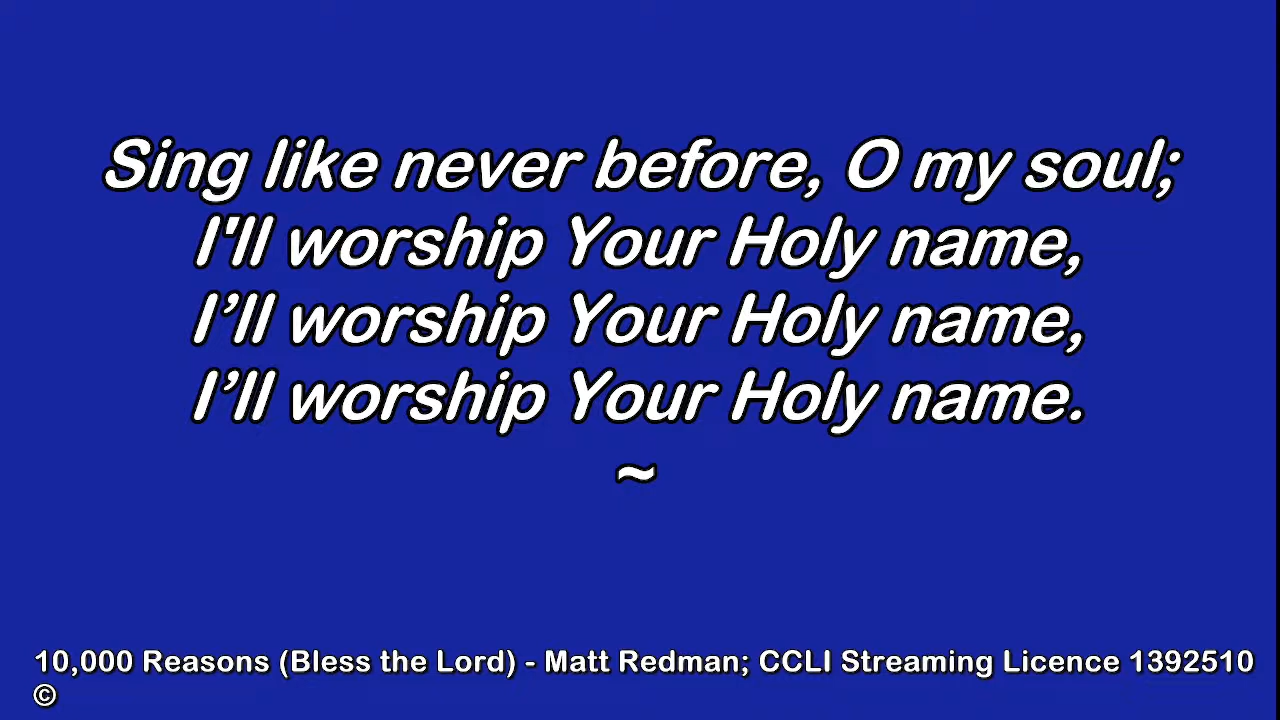 Sing like never before, O my soul;
I'll worship Your Holy name,
I’ll worship Your Holy name,
I’ll worship Your Holy name.
~
10,000 Reasons (Bless the Lord) - Matt Redman; CCLI Streaming Licence 1392510
©